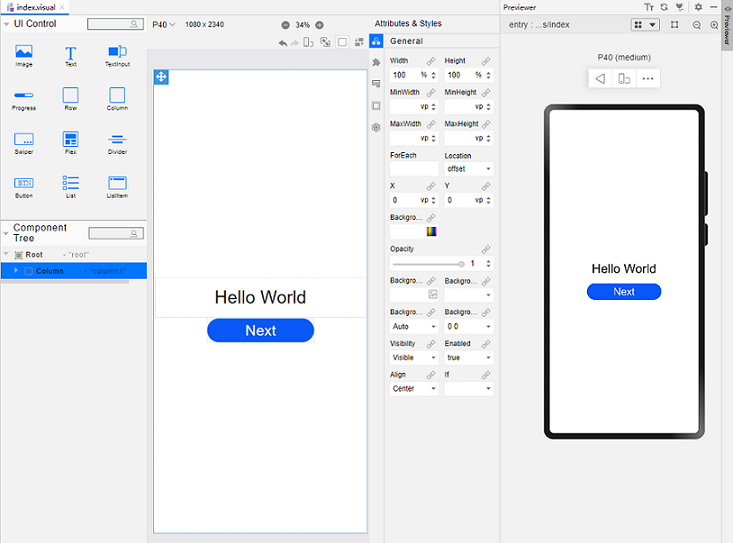 index.visual
UI Control
Image
Text
TextInput
Progress
Row
Column
Swiper
Flex
Divider
BTN
Button
List
ListItem
Component
Tree
Root - "root"
Column - "column1"
P40
1080 x 2340
34%
Hello World
Next
Attributes & Styles
General
Width
Height
100 %
100 %
MinWidth
MinHeight
vp
vp
MaxWidth
MaxHeight
vp
vp
ForEach
Location
offset
X
Y
0 vp
0 vp
Backgro...
Opacity
1
Backgro...
Backgro...
Backgro...
Backgro...
Auto
0 0
Visibility
Enabled
Visible
true
Align
If
Center
Previewer
Tт
entry : ...s/index
P40 (medium)
Hello World
Next
Previewer